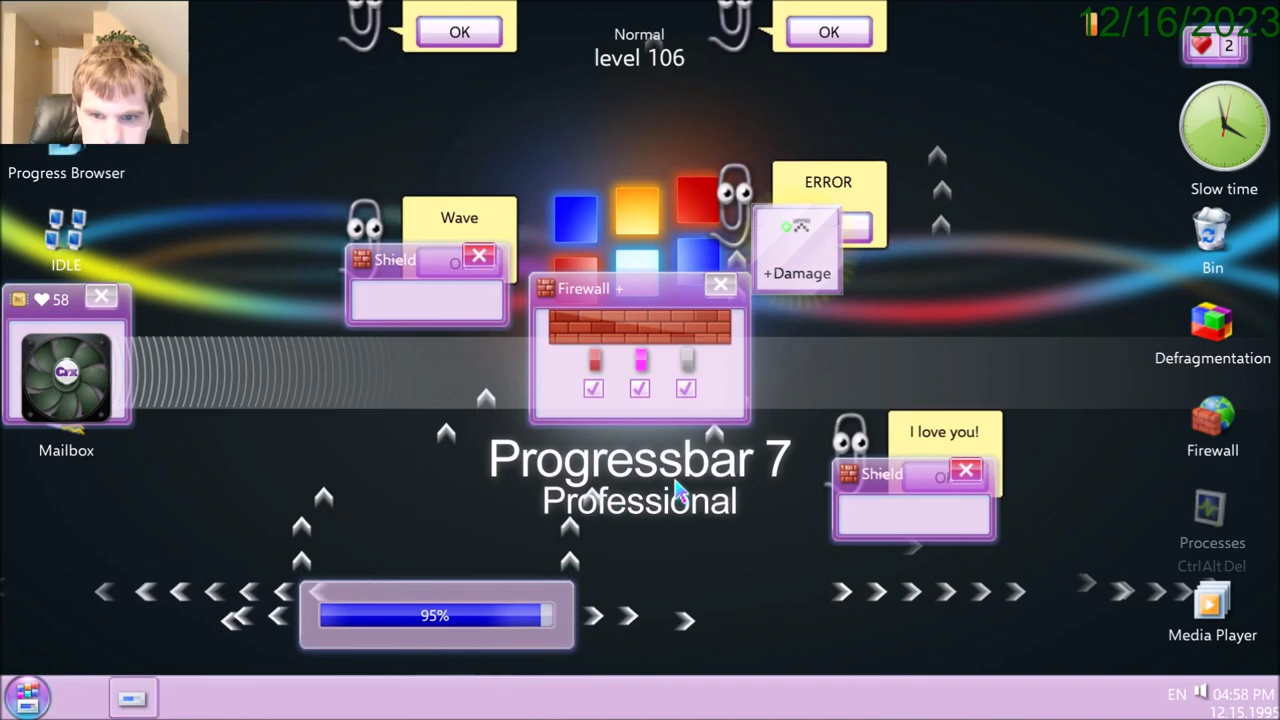 OK
OK
Normal
level 106
12/16/2023
2
Progress Browser
Slow time
IDLE
Wave
ERROR
Shield
+Damage
Bin
58
Firewall +
Crx
Defragmentation
Mailbox
I love you!
Firewall
Progressbar 7
Professional
Shield
Processes
CtrlAltDel
95%
Media Player
EN
04:58 PM
12.15.1995